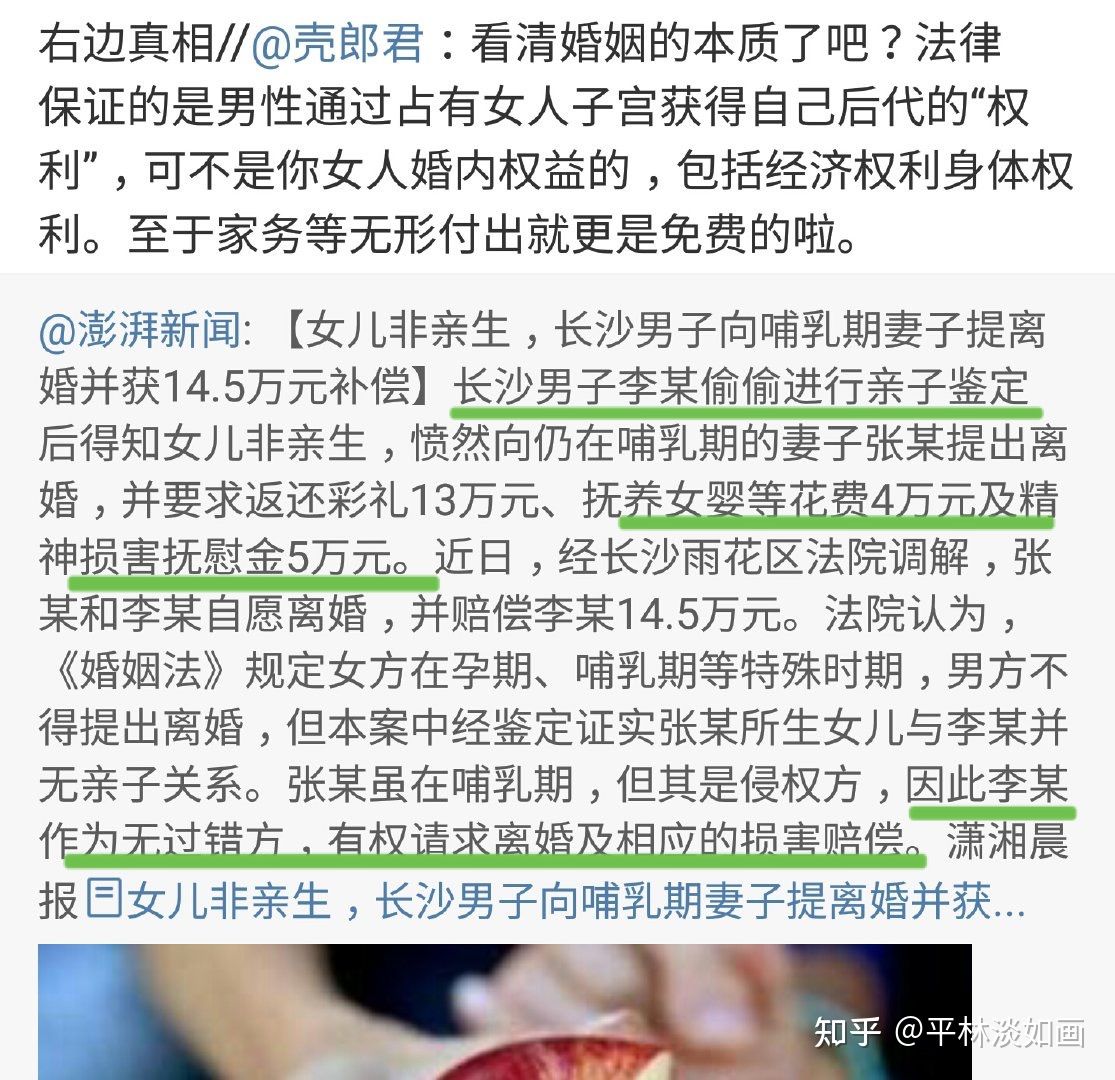 右边真相//@壳郎君：看清婚姻的本质了吧？法律
保证的是男性通过占有女人子宫获得自己后代的“权
利”，可不是你女人婚内权益的，包括经济权利身体权
利。至于家务等无形付出就更是免费的啦。
@澎湃新闻:【女儿非亲生，长沙男子向哺乳期妻子提离
婚并获14.5万元补偿】长沙男子李某偷偷进行亲子鉴定
后得知女儿非亲生，愤然向仍在哺乳期的妻子张某提出离
婚，并要求返还彩礼13万元、抚养女婴等花费4万元及精
神损害抚慰金5万元。近日，经长沙雨花区法院调解，张
某和李某自愿离婚，并赔偿李某14.5万元。法院认为，
《婚姻法》规定女方在孕期、哺乳期等特殊时期，男方不
得提出离婚，但本案中经鉴定证实张某所生女儿与李某并
无亲子关系。张某虽在哺乳期，但其是侵权方，因此李某
作为无过错方，有权请求离婚及相应的损害赔偿。潇湘晨
报 女儿非亲生，长沙男子向哺乳期妻子提离婚并获...
知乎 @平林淡如画